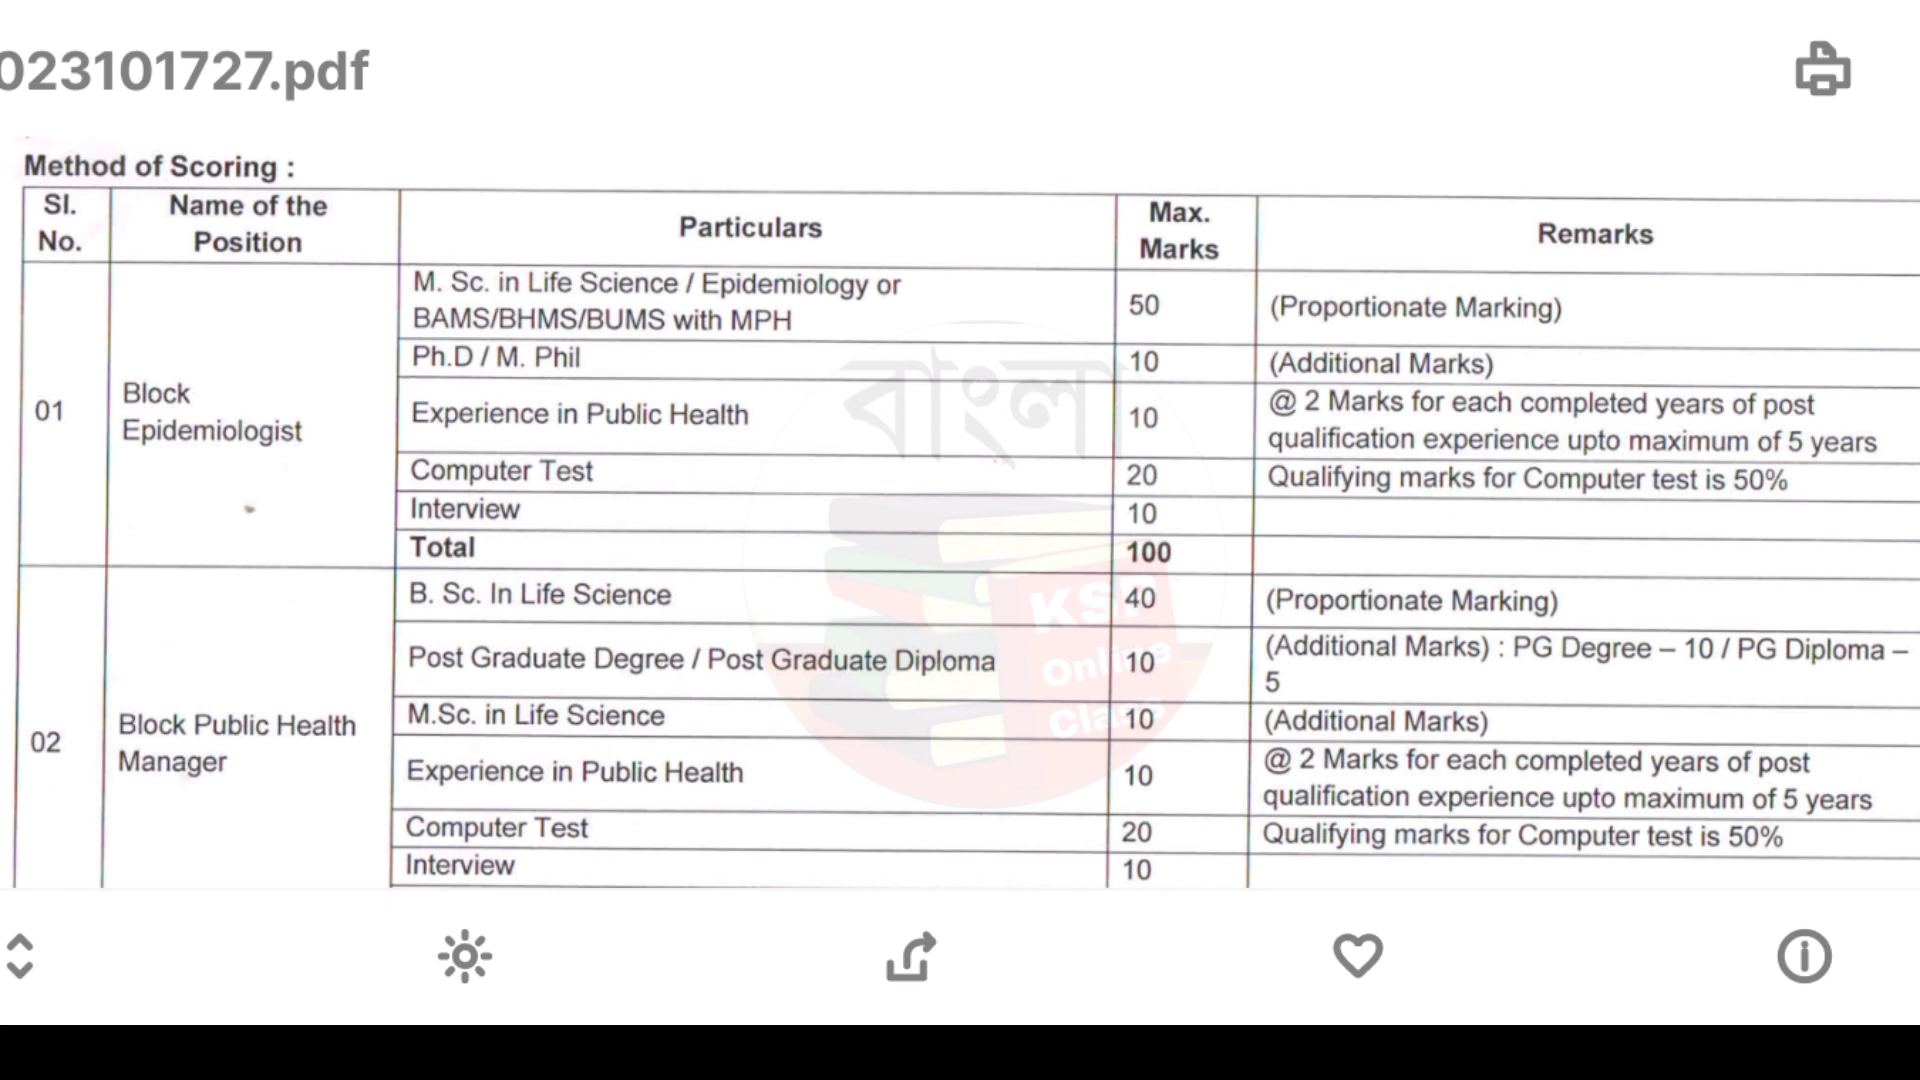 023101727.pdf
Method of Scoring :
Sl. No.
Name of the Position
Particulars
Max. Marks
Remarks
01
Block Epidemiologist
M. Sc. in Life Science / Epidemiology or
BAMS/BHMS/BUMS with MPH
50
(Proportionate Marking)
Ph.D / M. Phil
10
(Additional Marks)
Experience in Public Health
10
@ 2 Marks for each completed years of post
qualification experience upto maximum of 5 years
Computer Test
20
Qualifying marks for Computer test is 50%
Interview
10
Total
100
02
Block Public Health
Manager
B. Sc. In Life Science
40
(Proportionate Marking)
Post Graduate Degree / Post Graduate Diploma
10
(Additional Marks) : PG Degree – 10 / PG Diploma –
5
M.Sc. in Life Science
10
(Additional Marks)
Experience in Public Health
10
@ 2 Marks for each completed years of post
qualification experience upto maximum of 5 years
Computer Test
20
Qualifying marks for Computer test is 50%
Interview
10
বাংলা
Online
Class